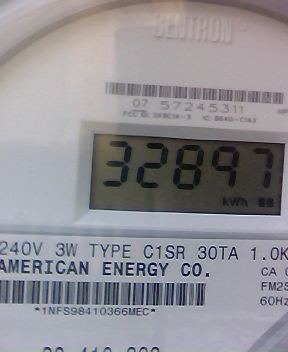 CENTRON®
07 57245311
32897
kWh
240V 3W TYPE C1SR 30TA 1.0K
AMERICAN ENERGY CO.
CA
FM2S
60Hz
*1NFS98410366MEC*